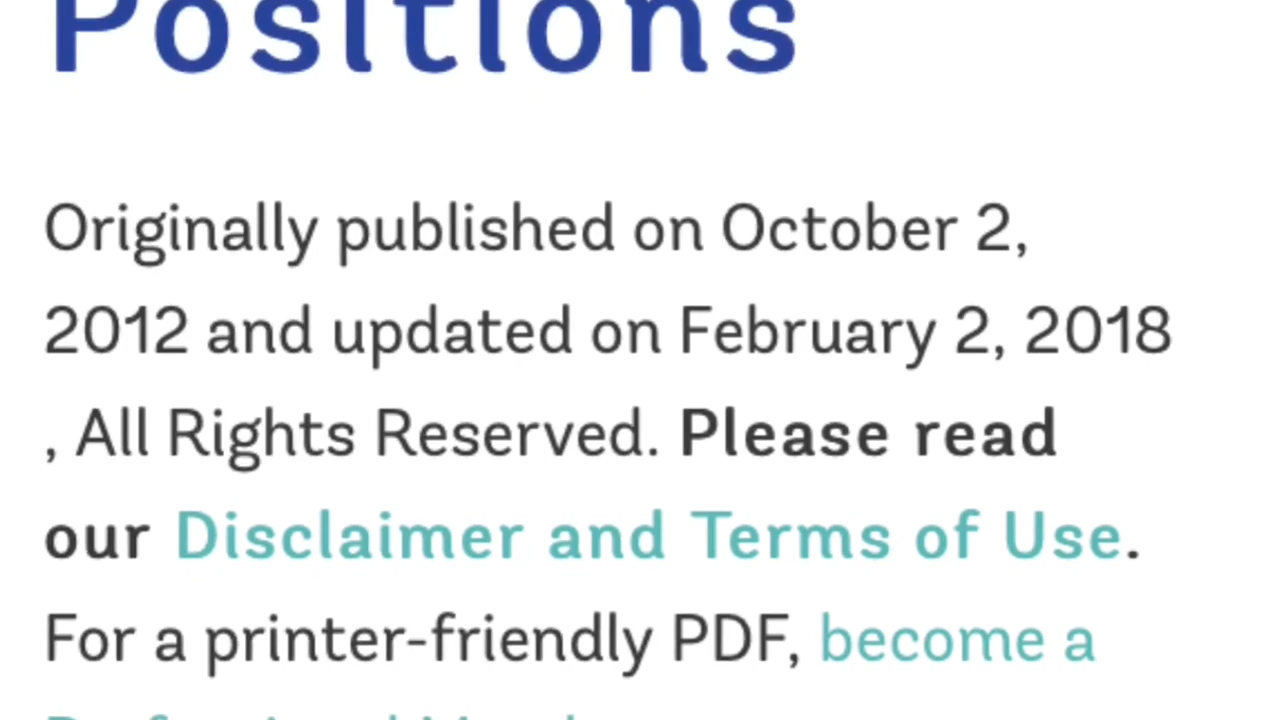 Positions
Originally published on October 2,
2012 and updated on February 2, 2018
, All Rights Reserved. Please read
our Disclaimer and Terms of Use.
For a printer-friendly PDF, become a